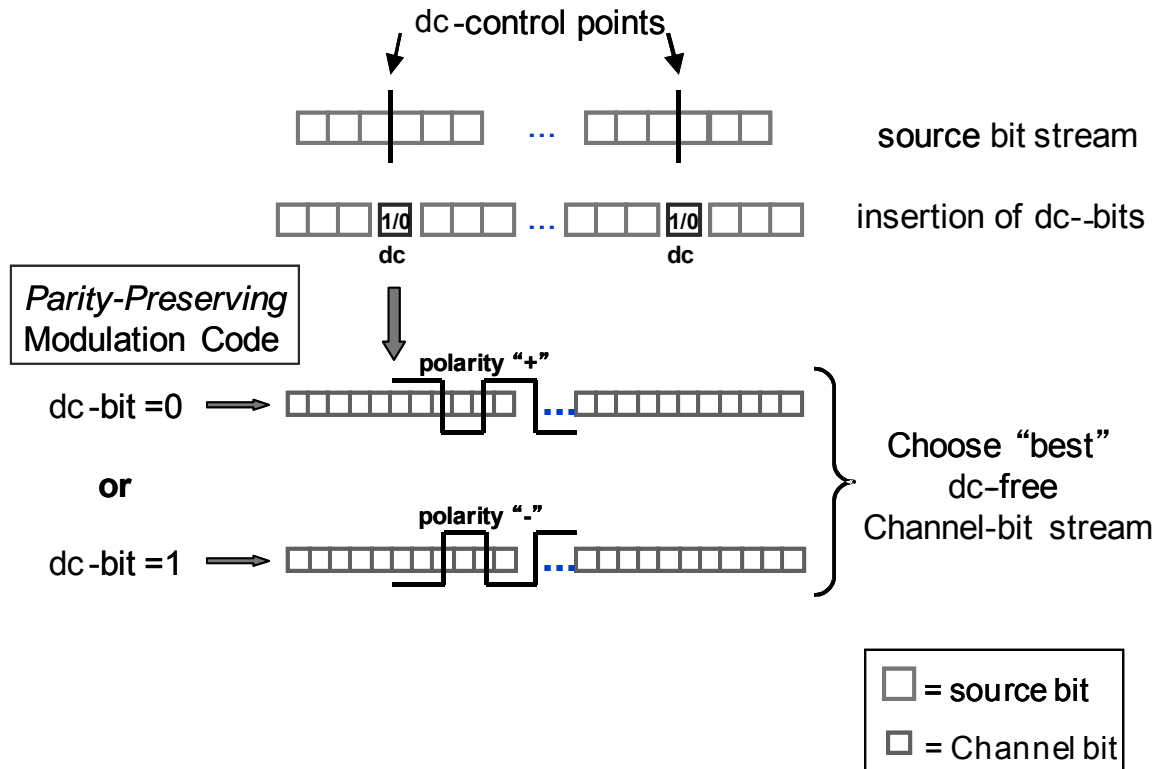 dc-control points
...
source bit stream
1/0
...
1/0
insertion of dc--bits
dc
dc
Parity-Preserving
Modulation Code
polarity “+”
dc-bit =0
...
or
Choose “best”
dc-free
Channel-bit stream
polarity “-”
dc-bit =1
...
= source bit
= Channel bit